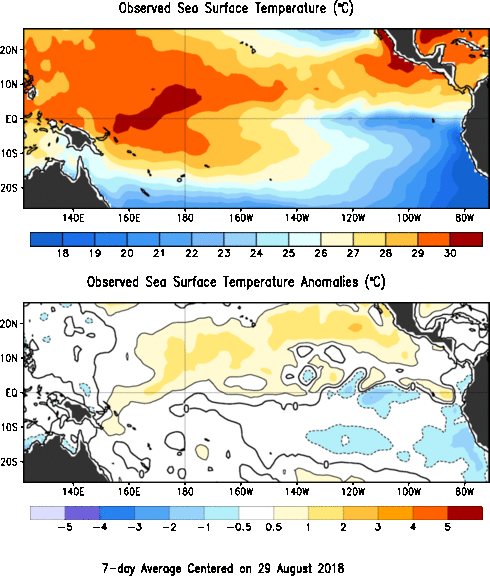 Observed Sea Surface Temperature (°C)
20N
10N
EQ
10S
20S
140E 160E 180 160W 140W 120W 100W 80W
18 19 20 21 22 23 24 25 26 27 28 29 30
Observed Sea Surface Temperature Anomalies (°C)
20N
10N
EQ
10S
20S
140E 160E 180 160W 140W 120W 100W 80W
-5 -4 -3 -2 -1 -0.5 0.5 1 2 3 4 5
7-day Average Centered on 29 August 2018